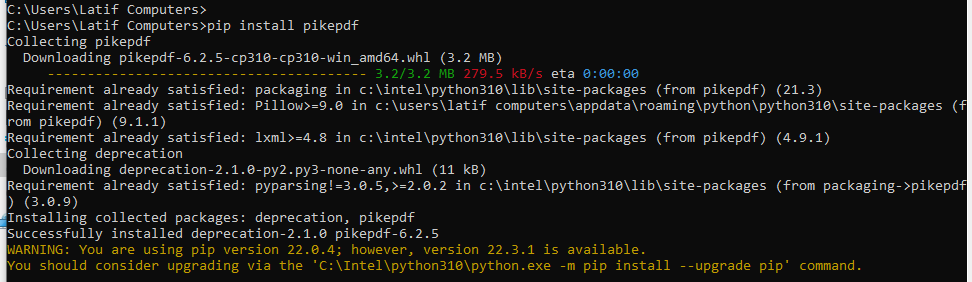 C:\Users\Latif Computers>
C:\Users\Latif Computers>pip install pikepdf
Collecting pikepdf
  Downloading pikepdf-6.2.5-cp310-cp310-win_amd64.whl (3.2 MB)
     ---------------------------------------- 3.2/3.2 MB 279.5 kB/s eta 0:00:00
Requirement already satisfied: packaging in c:\intel\python310\lib\site-packages (from pikepdf) (21.3)
Requirement already satisfied: Pillow>=9.0 in c:\users\latif computers\appdata\roaming\python\python310\site-packages (f
rom pikepdf) (9.1.1)
Requirement already satisfied: lxml>=4.8 in c:\intel\python310\lib\site-packages (from pikepdf) (4.9.1)
Collecting deprecation
  Downloading deprecation-2.1.0-py2.py3-none-any.whl (11 kB)
Requirement already satisfied: pyparsing!=3.0.5,>=2.0.2 in c:\intel\python310\lib\site-packages (from packaging->pikepdf
) (3.0.9)
Installing collected packages: deprecation, pikepdf
Successfully installed deprecation-2.1.0 pikepdf-6.2.5
WARNING: You are using pip version 22.0.4; however, version 22.3.1 is available.
You should consider upgrading via the 'C:\Intel\python310\python.exe -m pip install --upgrade pip' command.